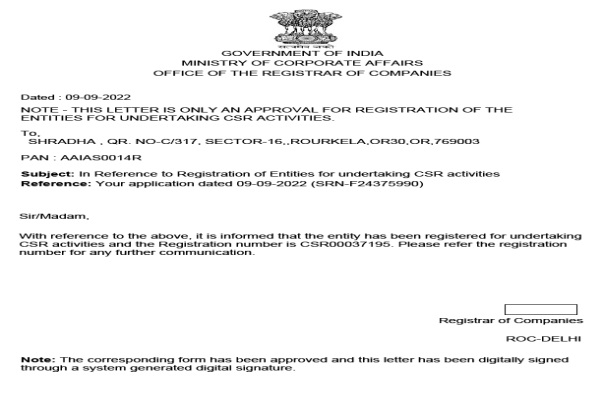 सत्यमेव जयते
GOVERNMENT OF INDIA
MINISTRY OF CORPORATE AFFAIRS
OFFICE OF THE REGISTRAR OF COMPANIES
Dated : 09-09-2022
NOTE - THIS LETTER IS ONLY AN APPROVAL FOR REGISTRATION OF THE
ENTITIES FOR UNDERTAKING CSR ACTIVITIES.
To,
SHRADHA , QR. NO-C/317, SECTOR-16,,ROURKELA,OR30,OR,769003
PAN : AAIAS0014R
Subject: In Reference to Registration of Entities for undertaking CSR activities
Reference: Your application dated 09-09-2022 (SRN-F24375990)
Sir/Madam,
With reference to the above, it is informed that the entity has been registered for undertaking
CSR activities and the Registration number is CSR00037195. Please refer the registration
number for any further communication.
Registrar of Companies
ROC-DELHI
Note: The corresponding form has been approved and this letter has been digitally signed
through a system generated digital signature.